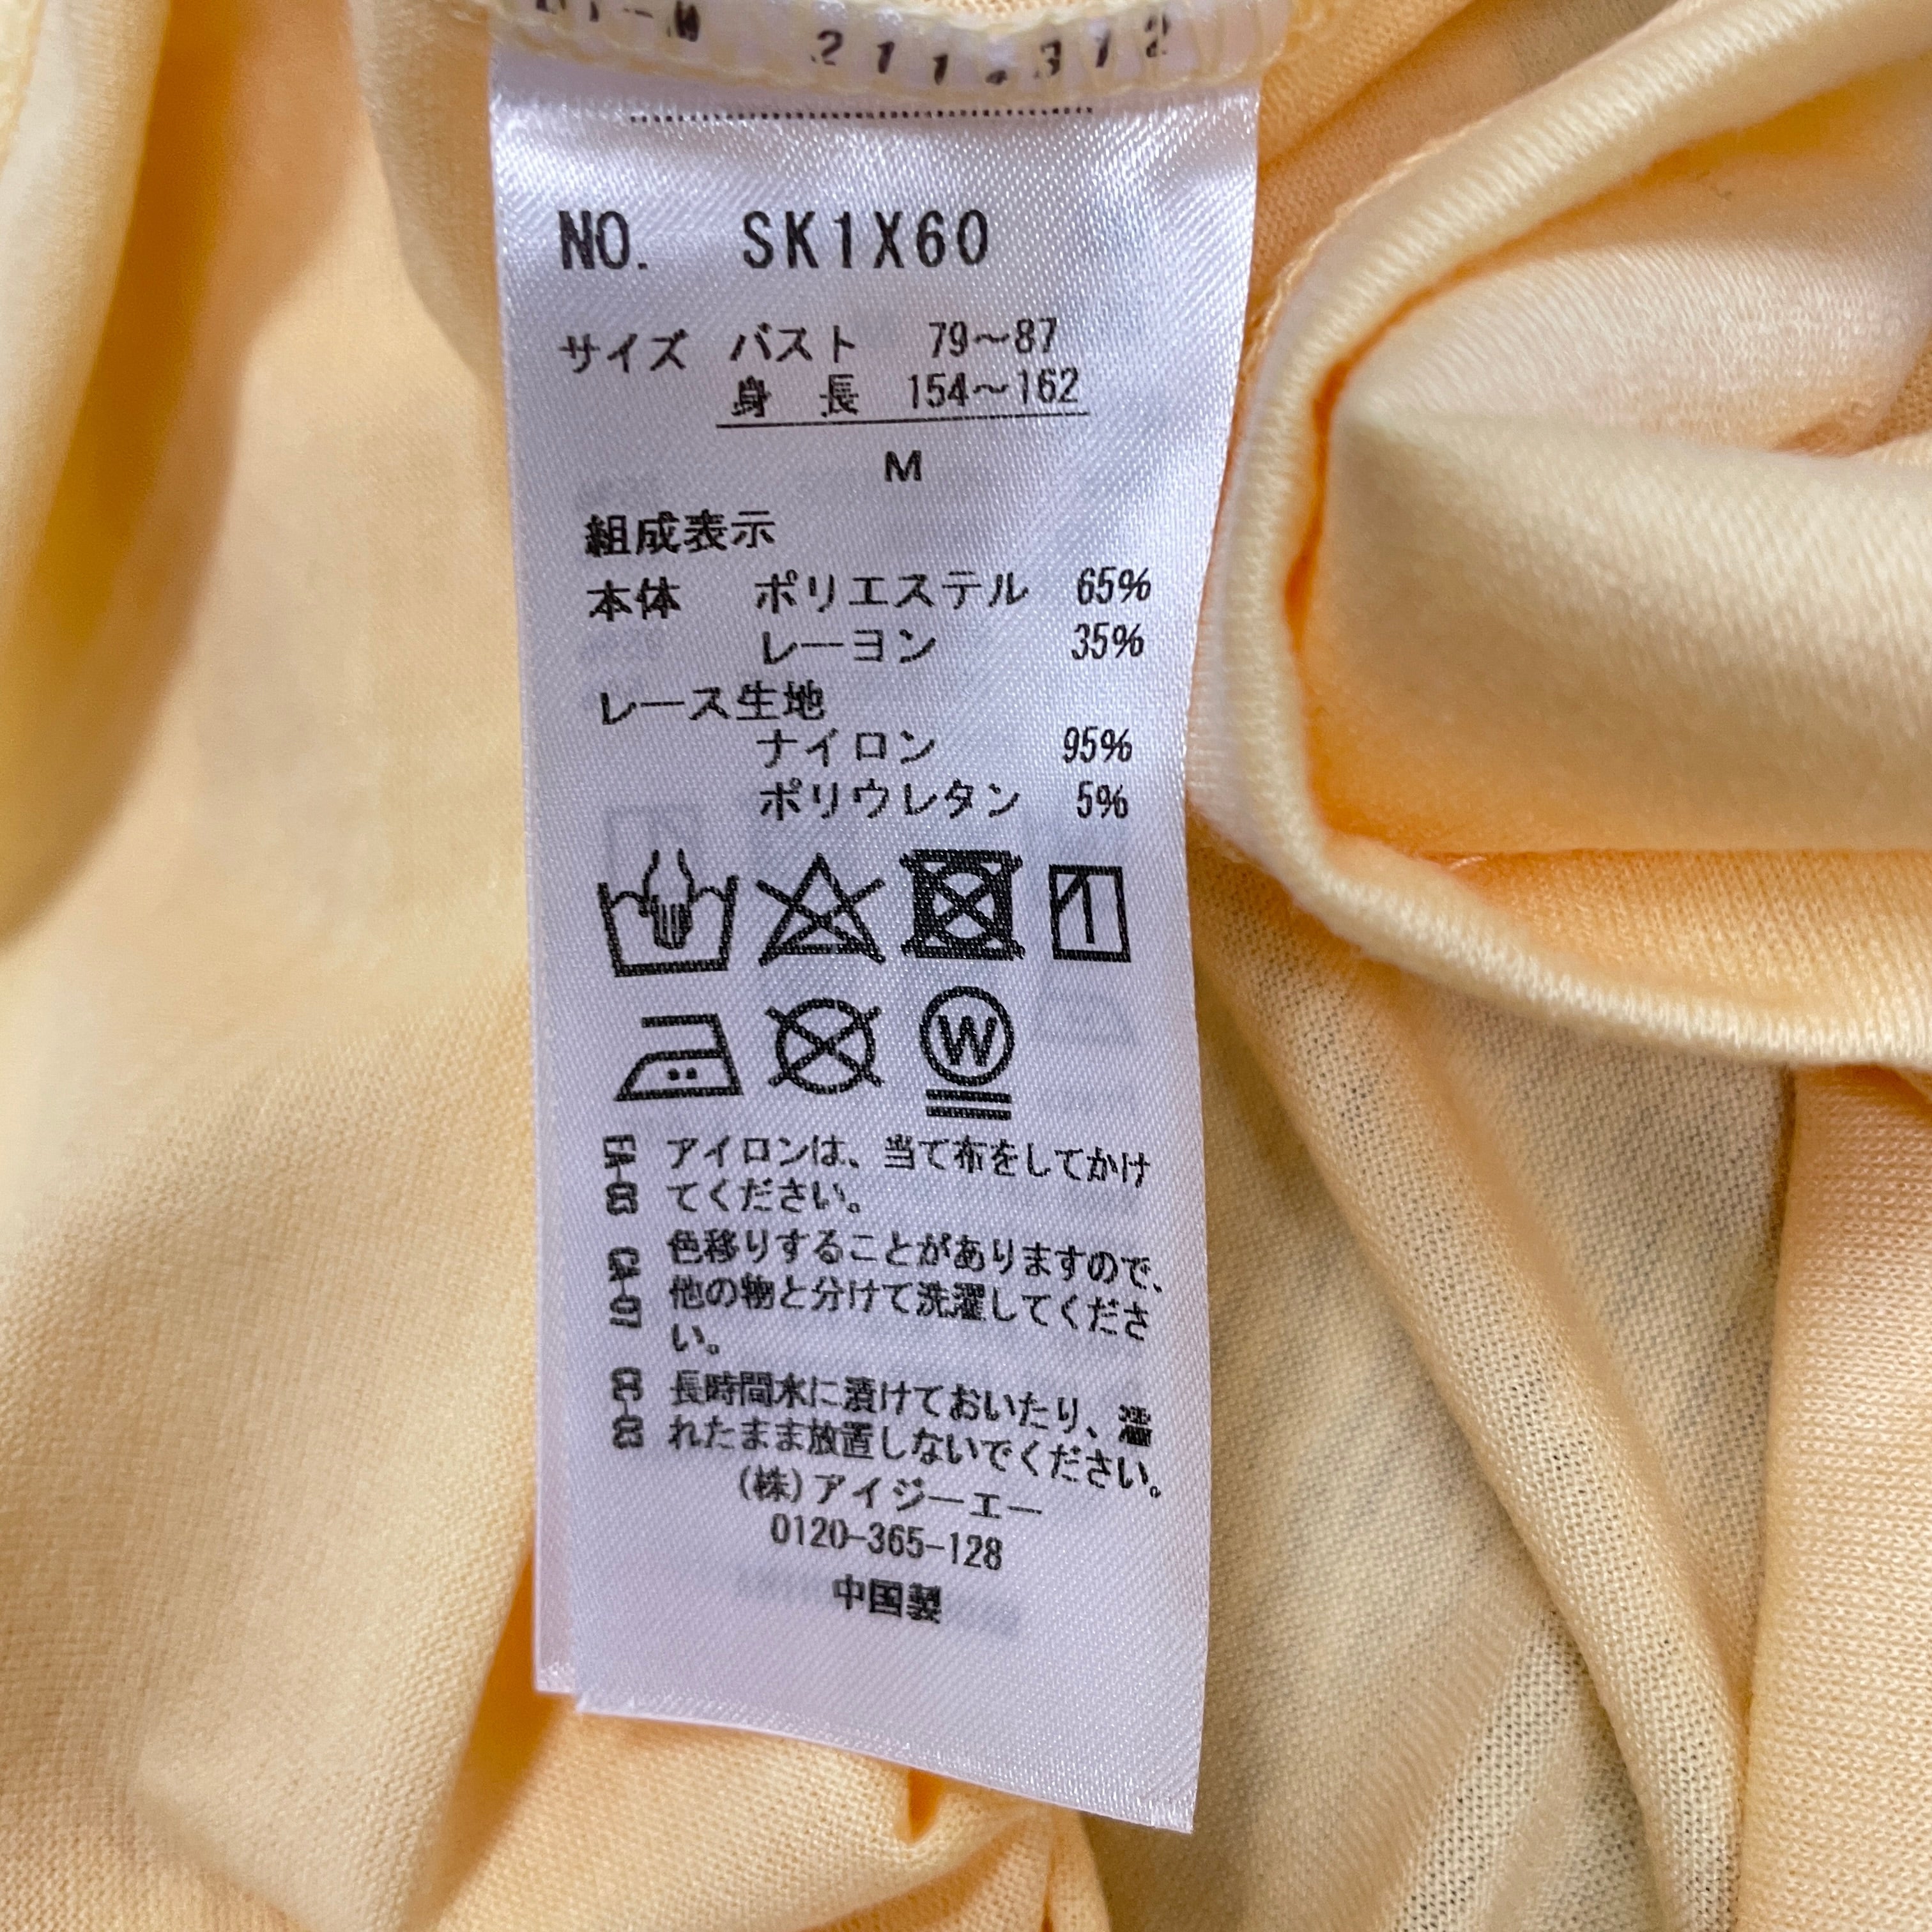 NO. SK1X60
サイズ バスト 79～87
身 長 154～162
M
組成表示
本体 ポリエステル 65%
レーヨン 35%
レース生地
ナイロン 95%
ポリウレタン 5%
W
アイロンは、当て布をしてかけ
てください。
色移りすることがありますので、
他の物と分けて洗濯してくださ
い。
長時間水に漬けておいたり、濡
れたまま放置しないでください。
(株)アイジーエー
0120-365-128
中国製